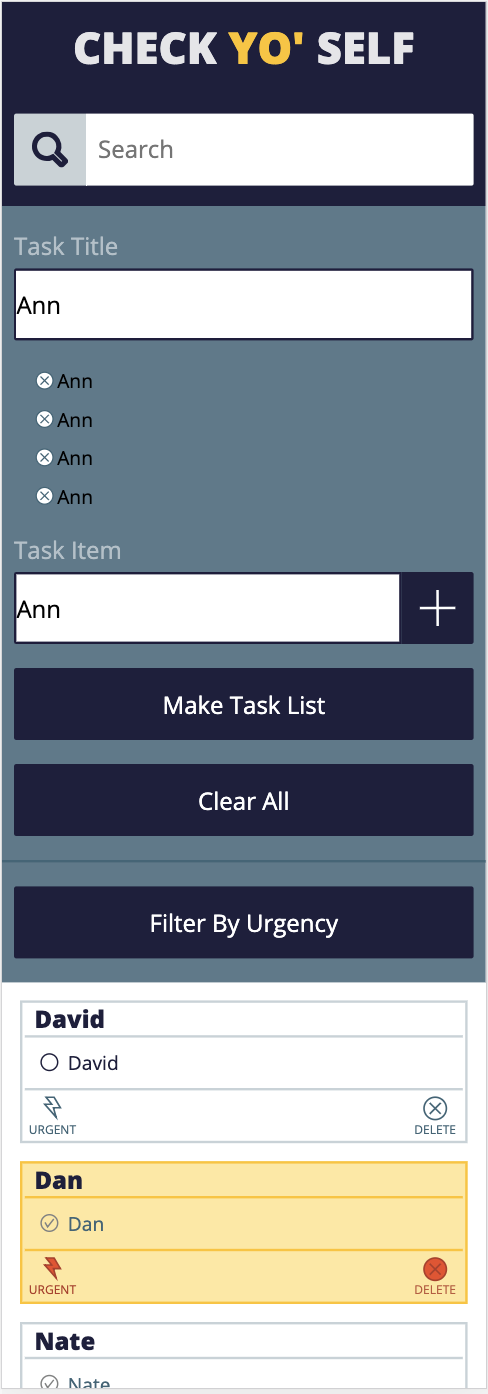 CHECK YO' SELF
Search
Task Title
Ann
Ann
Ann
Ann
Ann
Task Item
Ann
Make Task List
Clear All
Filter By Urgency
David
David
URGENT DELETE
Dan
Dan
URGENT DELETE
Nate
Nate